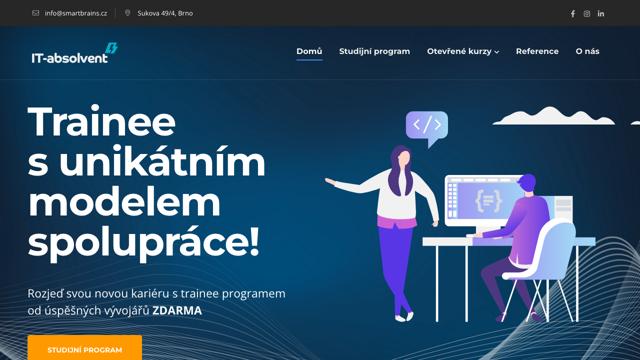 info@smartbrains.cz
Sukova 49/4, Brno
IT-absolvent
Domů
Studijní program
Otevřené kurzy
Reference
O nás
</>
Trainee
s unikátním
modelem
spolupráce!
{=}
Rozjeď svou novou kariéru s trainee programem
od úspěšných vývojářů ZDARMA
STUDIJNÍ PROGRAM